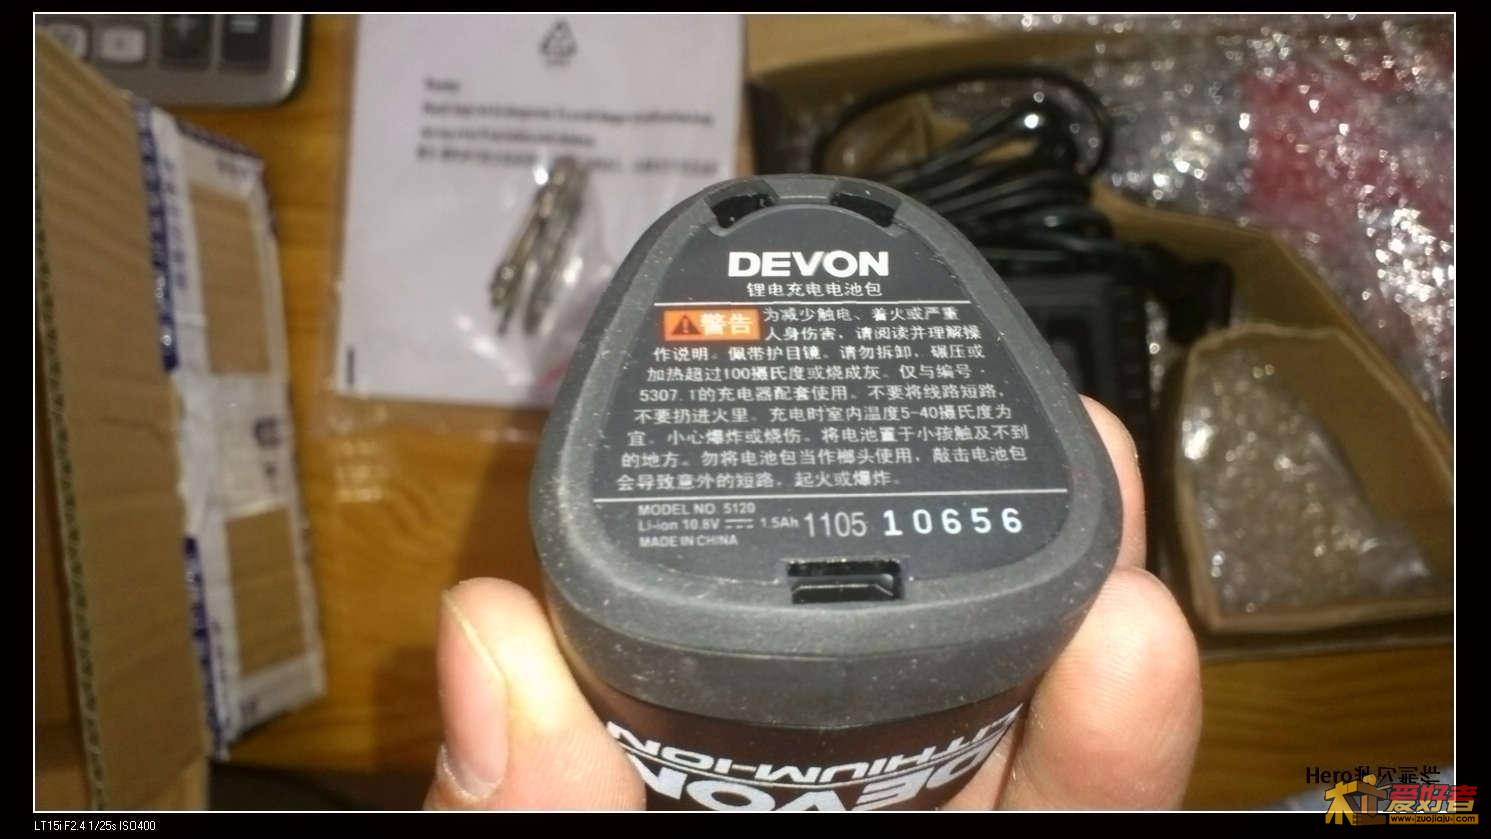 DEVON
锂电充电电池包
警告 为减少触电、着火或严重
人身伤害，请阅读并理解操
作说明。佩带护目镜。请勿拆卸，碾压或
加热超过100摄氏度或烧成灰。仅与编号
5307.1的充电器配套使用。不要将线路短路，
不要扔进火里。充电时室内温度5-40摄氏度为
宜。小心爆炸或烧伤。将电池置于小孩触及不到
的地方。勿将电池包当作榔头使用，敲击电池包
会导致意外的短路，起火或爆炸。
MODEL NO. 5120
Li-ion 10.8V 1.5Ah 1105 10656
MADE IN CHINA
DEVON
LITHIUM-ION
DEVON
LITHIUM-ION
Hero
木工爱好者
www.zuojiaju.com
LT15i F2.4 1/25s ISO400